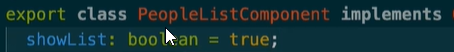 export class PeopleListComponent implements
showList: boolean = true;